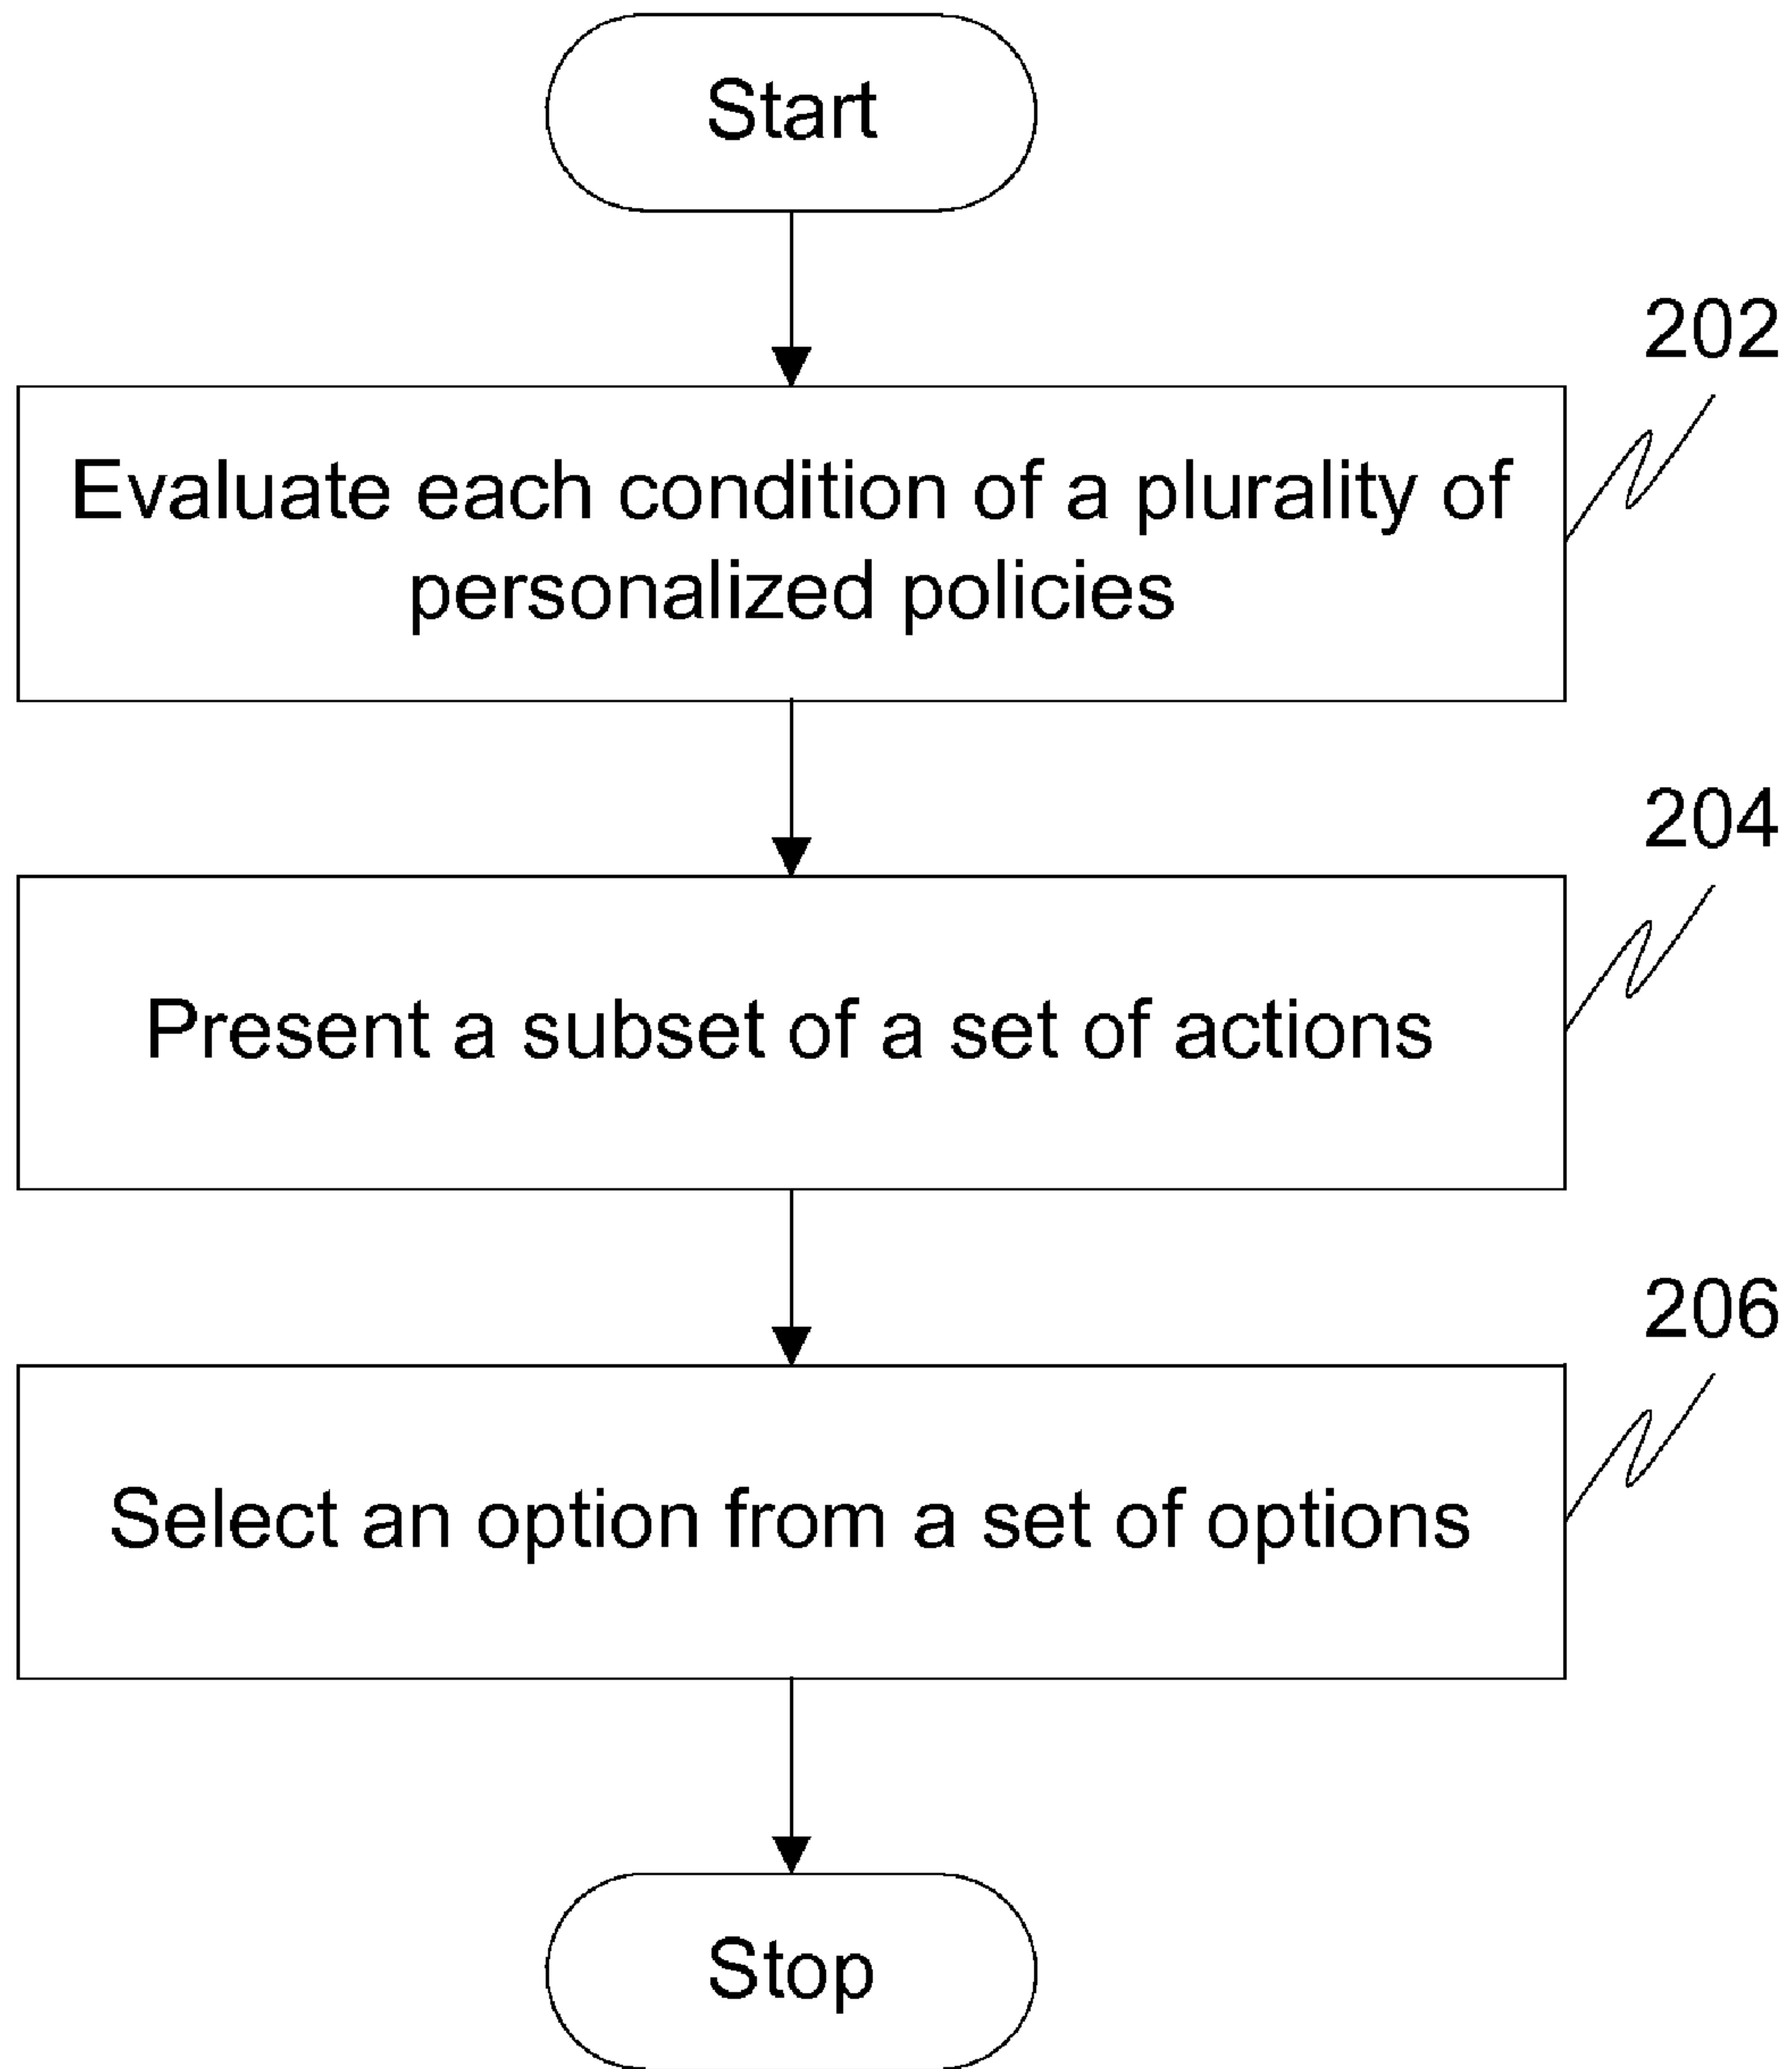 Start
202
Evaluate each condition of a plurality of
personalized policies
204
Present a subset of a set of actions
206
Select an option from a set of options
Stop